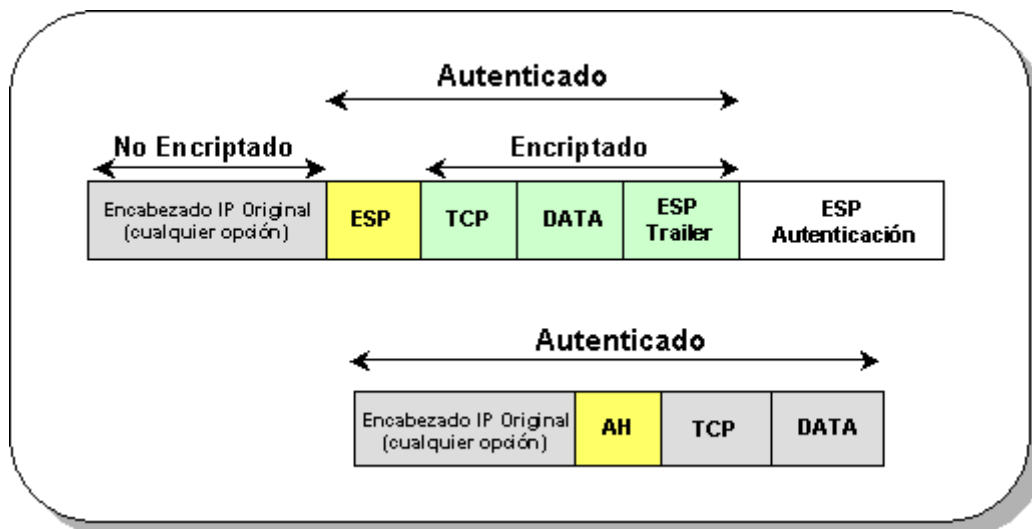 Autenticado
No Encriptado
Encriptado
Encabezado IP Original
(cualquier opción)
ESP
TCP
DATA
ESP
Trailer
ESP
Autenticación
Autenticado
Encabezado IP Original
(cualquier opción)
AH
TCP
DATA